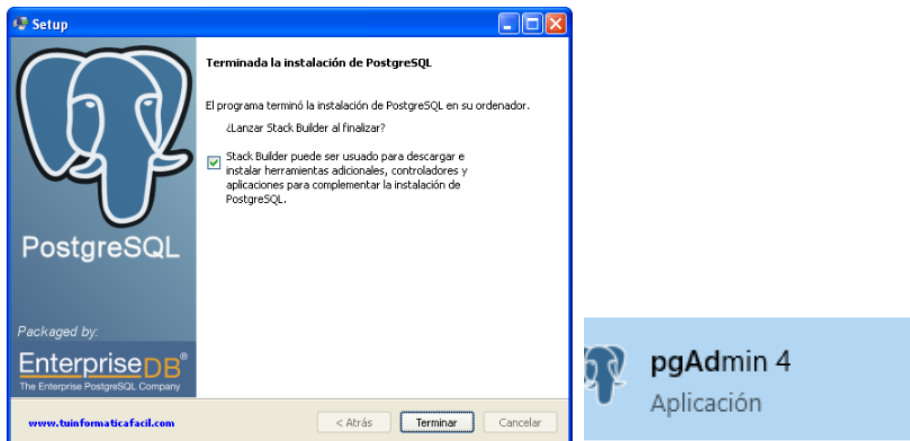 Setup
Terminada la instalación de PostgreSQL
El programa terminó la instalación de PostgreSQL en su ordenador.
¿Lanzar Stack Builder al finalizar?
Stack Builder puede ser usado para descargar e
instalar herramientas adicionales, controladores y
aplicaciones para complementar la instalación de
PostgreSQL.
PostgreSQL
Packaged by:
EnterpriseDB®
The Enterprise PostgreSQL Company
www.tuinformaticafacil.com
< Atrás
Terminar
Cancelar
pgAdmin 4
Aplicación